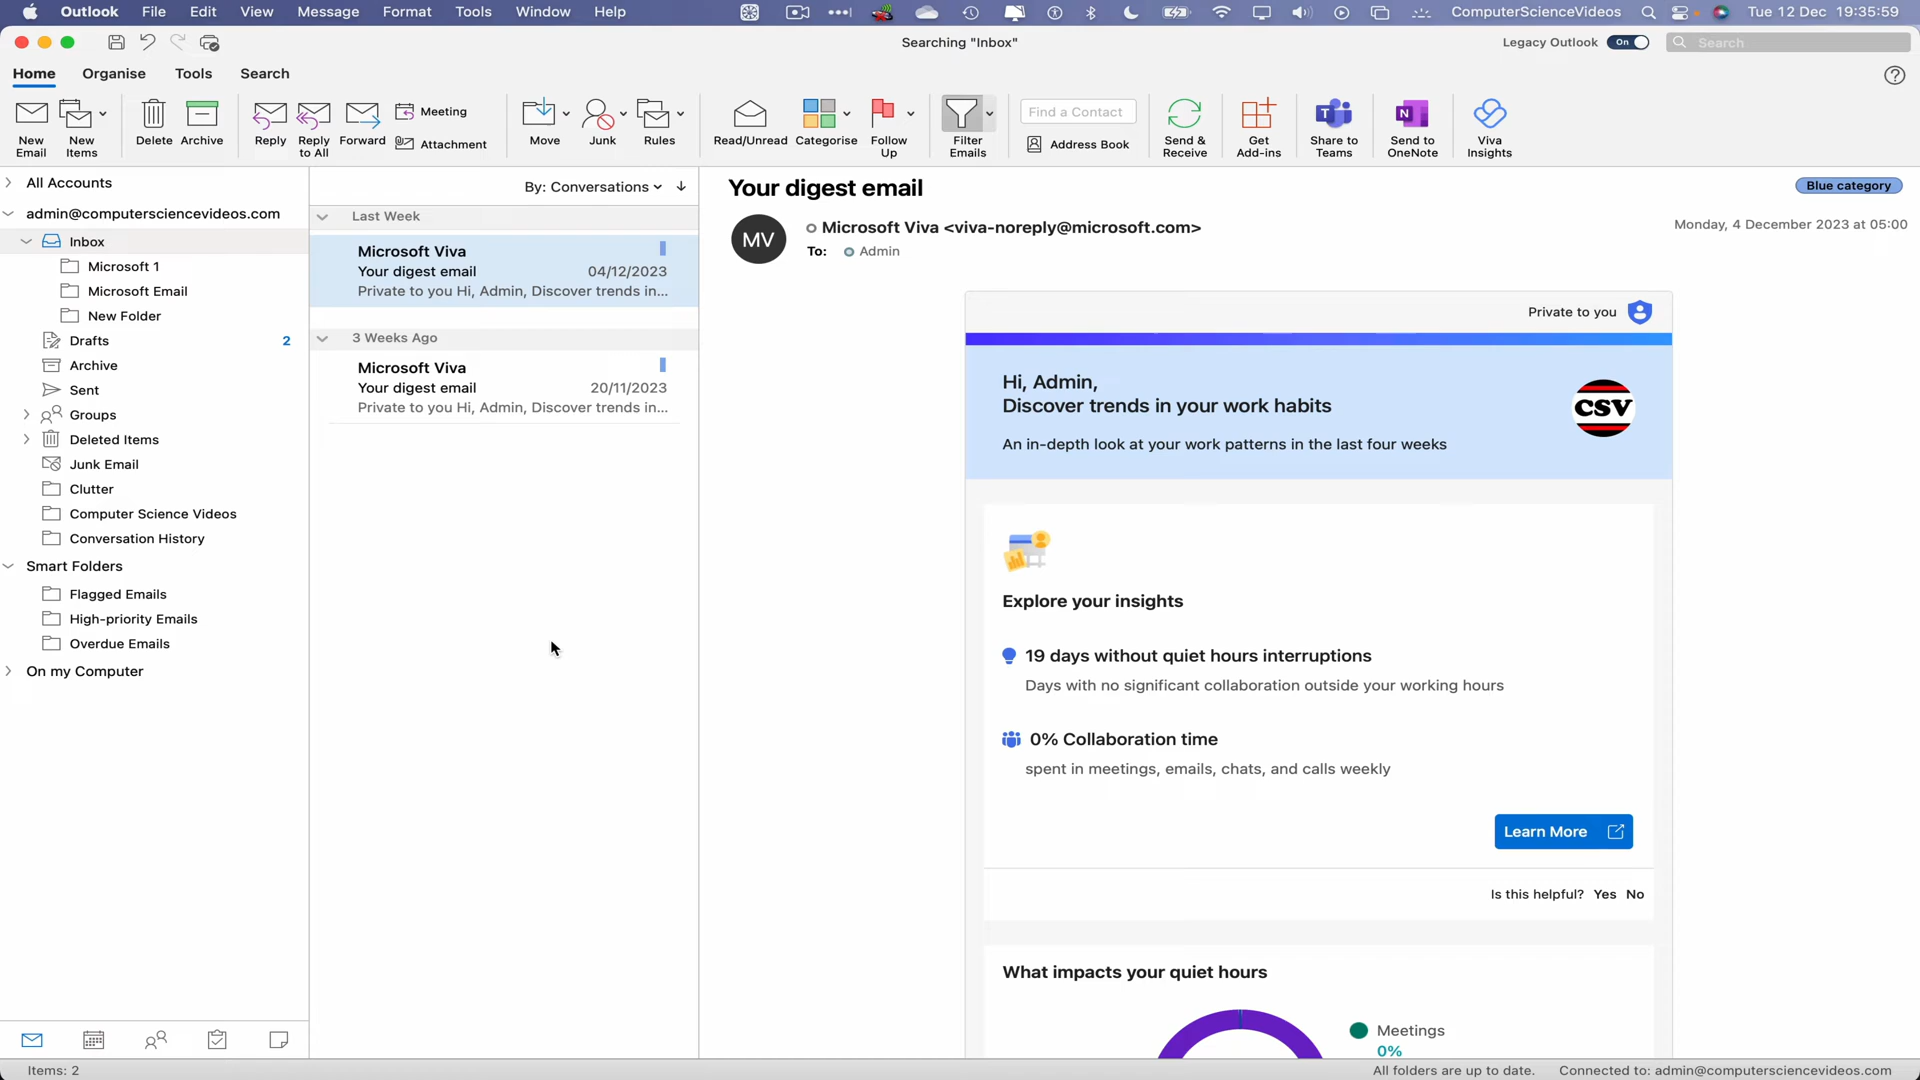 Outlook File Edit View Message Format Tools Window Help ComputerScienceVideos Tue 12 Dec 19:35:59
Searching "Inbox" Legacy Outlook On Search
Home Organise Tools Search
New Email
New Items
Delete
Archive
Reply
Reply to All
Forward
Meeting
Attachment
Move
Junk
Rules
Read/Unread
Categorise
Follow Up
Filter Emails
Find a Contact
Address Book
Send & Receive
Get Add-ins
Share to Teams
Send to OneNote
Viva Insights
All Accounts
admin@computersciencevideos.com
Inbox
Microsoft 1
Microsoft Email
New Folder
Drafts 2
Archive
Sent
Groups
Deleted Items
Junk Email
Clutter
Computer Science Videos
Conversation History
Smart Folders
Flagged Emails
High-priority Emails
Overdue Emails
On my Computer
By: Conversations
Last Week
Microsoft Viva
Your digest email 04/12/2023
Private to you Hi, Admin, Discover trends in...
3 Weeks Ago
Microsoft Viva
Your digest email 20/11/2023
Private to you Hi, Admin, Discover trends in...
Your digest email
Blue category
MV
Microsoft Viva <viva-noreply@microsoft.com>
Monday, 4 December 2023 at 05:00
To: Admin
Private to you
Hi, Admin,
Discover trends in your work habits
CSV
An in-depth look at your work patterns in the last four weeks
Explore your insights
19 days without quiet hours interruptions
Days with no significant collaboration outside your working hours
0% Collaboration time
spent in meetings, emails, chats, and calls weekly
Learn More
Is this helpful? Yes No
What impacts your quiet hours
Meetings
0%
Items: 2 All folders are up to date. Connected to: admin@computersciencevideos.com